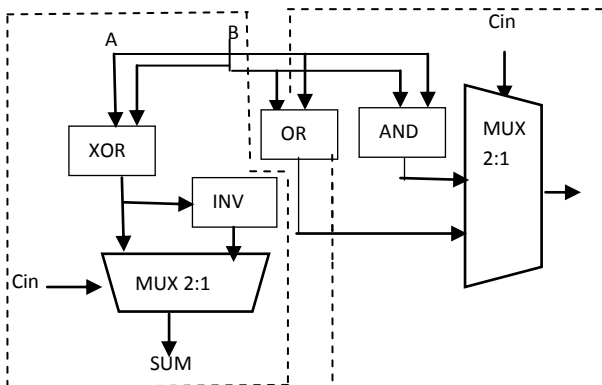 Cin
A
B
XOR
OR
AND
MUX
2:1
INV
Cin
MUX 2:1
SUM